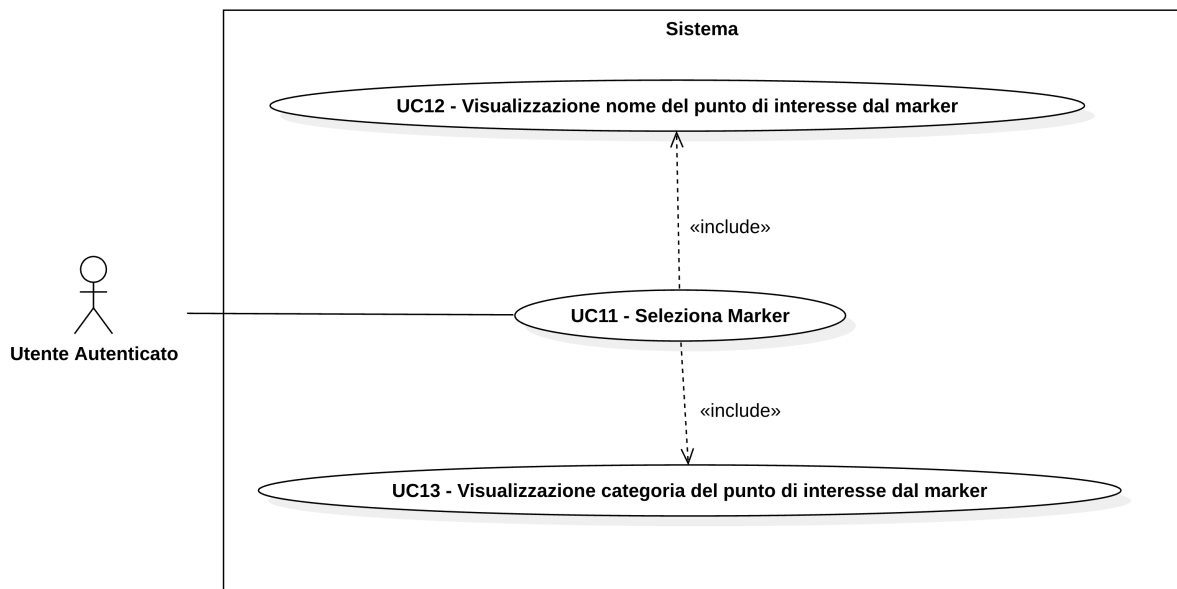 Sistema
UC12 - Visualizzazione nome del punto di interesse dal marker
«include»
UC11 - Seleziona Marker
Utente Autenticato
«include»
UC13 - Visualizzazione categoria del punto di interesse dal marker